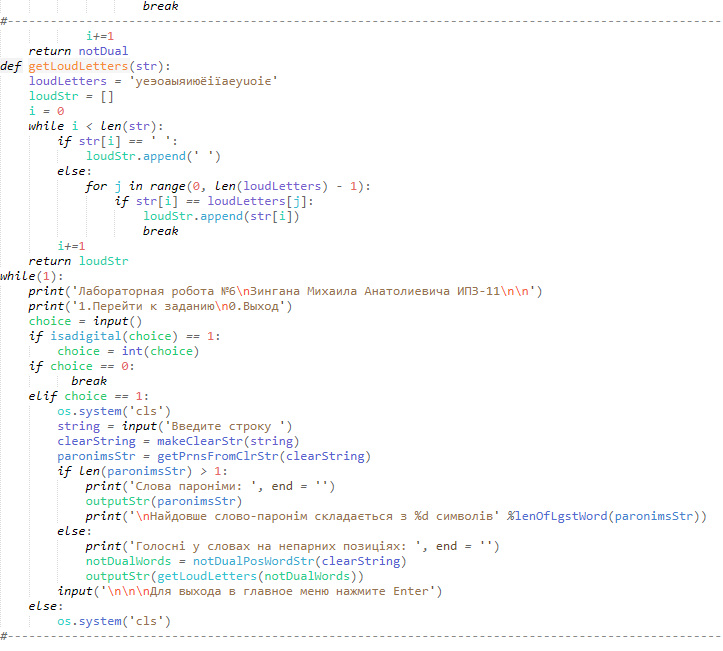 break
#----------------------------------------------------------------------------------------------------
            i+=1
    return notDual
def getLoudLetters(str):
    loudLetters = 'уеэоаыяиюёіїaeyuoiє'
    loudStr = []
    i = 0
    while i < len(str):
        if str[i] == ' ':
            loudStr.append(' ')
        else:
            for j in range(0, len(loudLetters) - 1):
                if str[i] == loudLetters[j]:
                    loudStr.append(str[i])
                    break
        i+=1
    return loudStr
while(1):
    print('Лабораторная робота №6\nЗингана Михаила Анатолиевича ИПЗ-11\n\n')
    print('1.Перейти к заданию\n0.Выход')
    choice = input()
    if isadigital(choice) == 1:
        choice = int(choice)
    if choice == 0:
          break
    elif choice == 1:
        os.system('cls')
        string = input('Введите строку ')
        clearString = makeClearStr(string)
        paronimsStr = getPrnsFromClrStr(clearString)
        if len(paronimsStr) > 1:
            print('Слова пароніми: ', end = '')
            outputStr(paronimsStr)
            print('\nНайдовше слово-паронім складається з %d символів' %lenOfLgstWord(paronimsStr))
        else:
            print('Голосні у словах на непарних позиціях: ', end = '')
            notDualWords = notDualPosWordStr(clearString)
            outputStr(getLoudLetters(notDualWords))
        input('\n\n\nДля выхода в главное меню нажмите Enter')
    else:
        os.system('cls')
#----------------------------------------------------------------------------------------------------